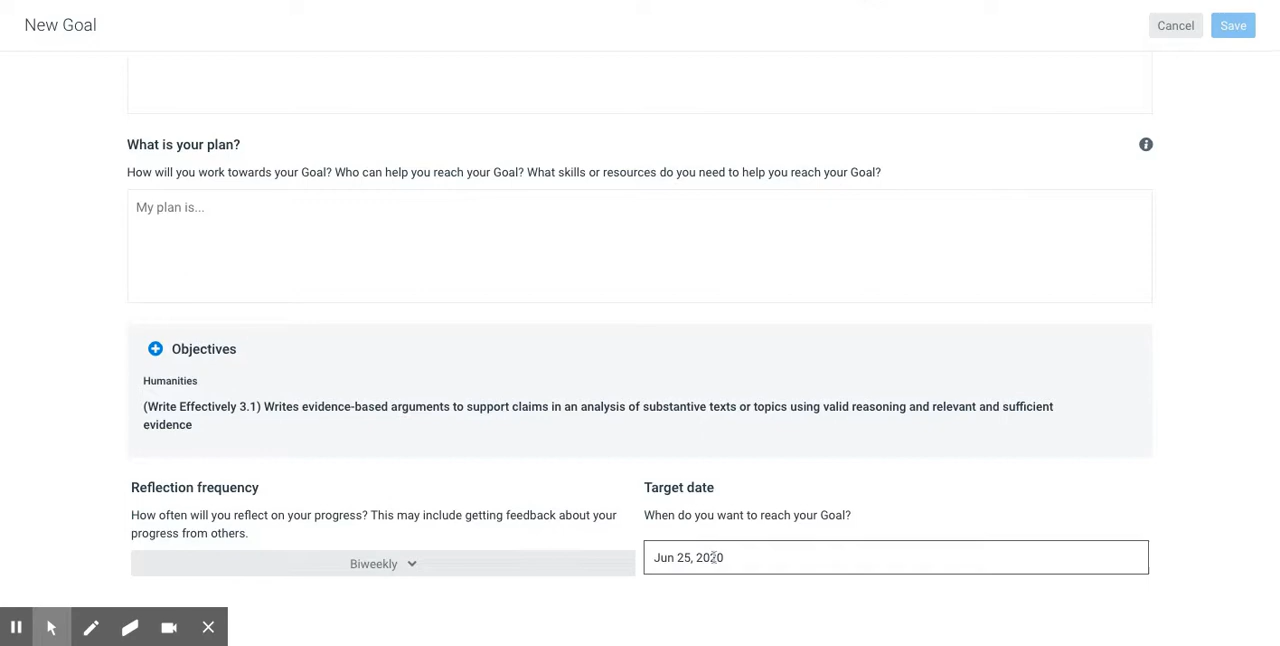 New Goal
Cancel
Save
What is your plan?
How will you work towards your Goal? Who can help you reach your Goal? What skills or resources do you need to help you reach your Goal?
My plan is...
Objectives
Humanities
(Write Effectively 3.1) Writes evidence-based arguments to support claims in an analysis of substantive texts or topics using valid reasoning and relevant and sufficient
evidence
Reflection frequency
How often will you reflect on your progress? This may include getting feedback about your
progress from others.
Biweekly
Target date
When do you want to reach your Goal?
Jun 25, 2020